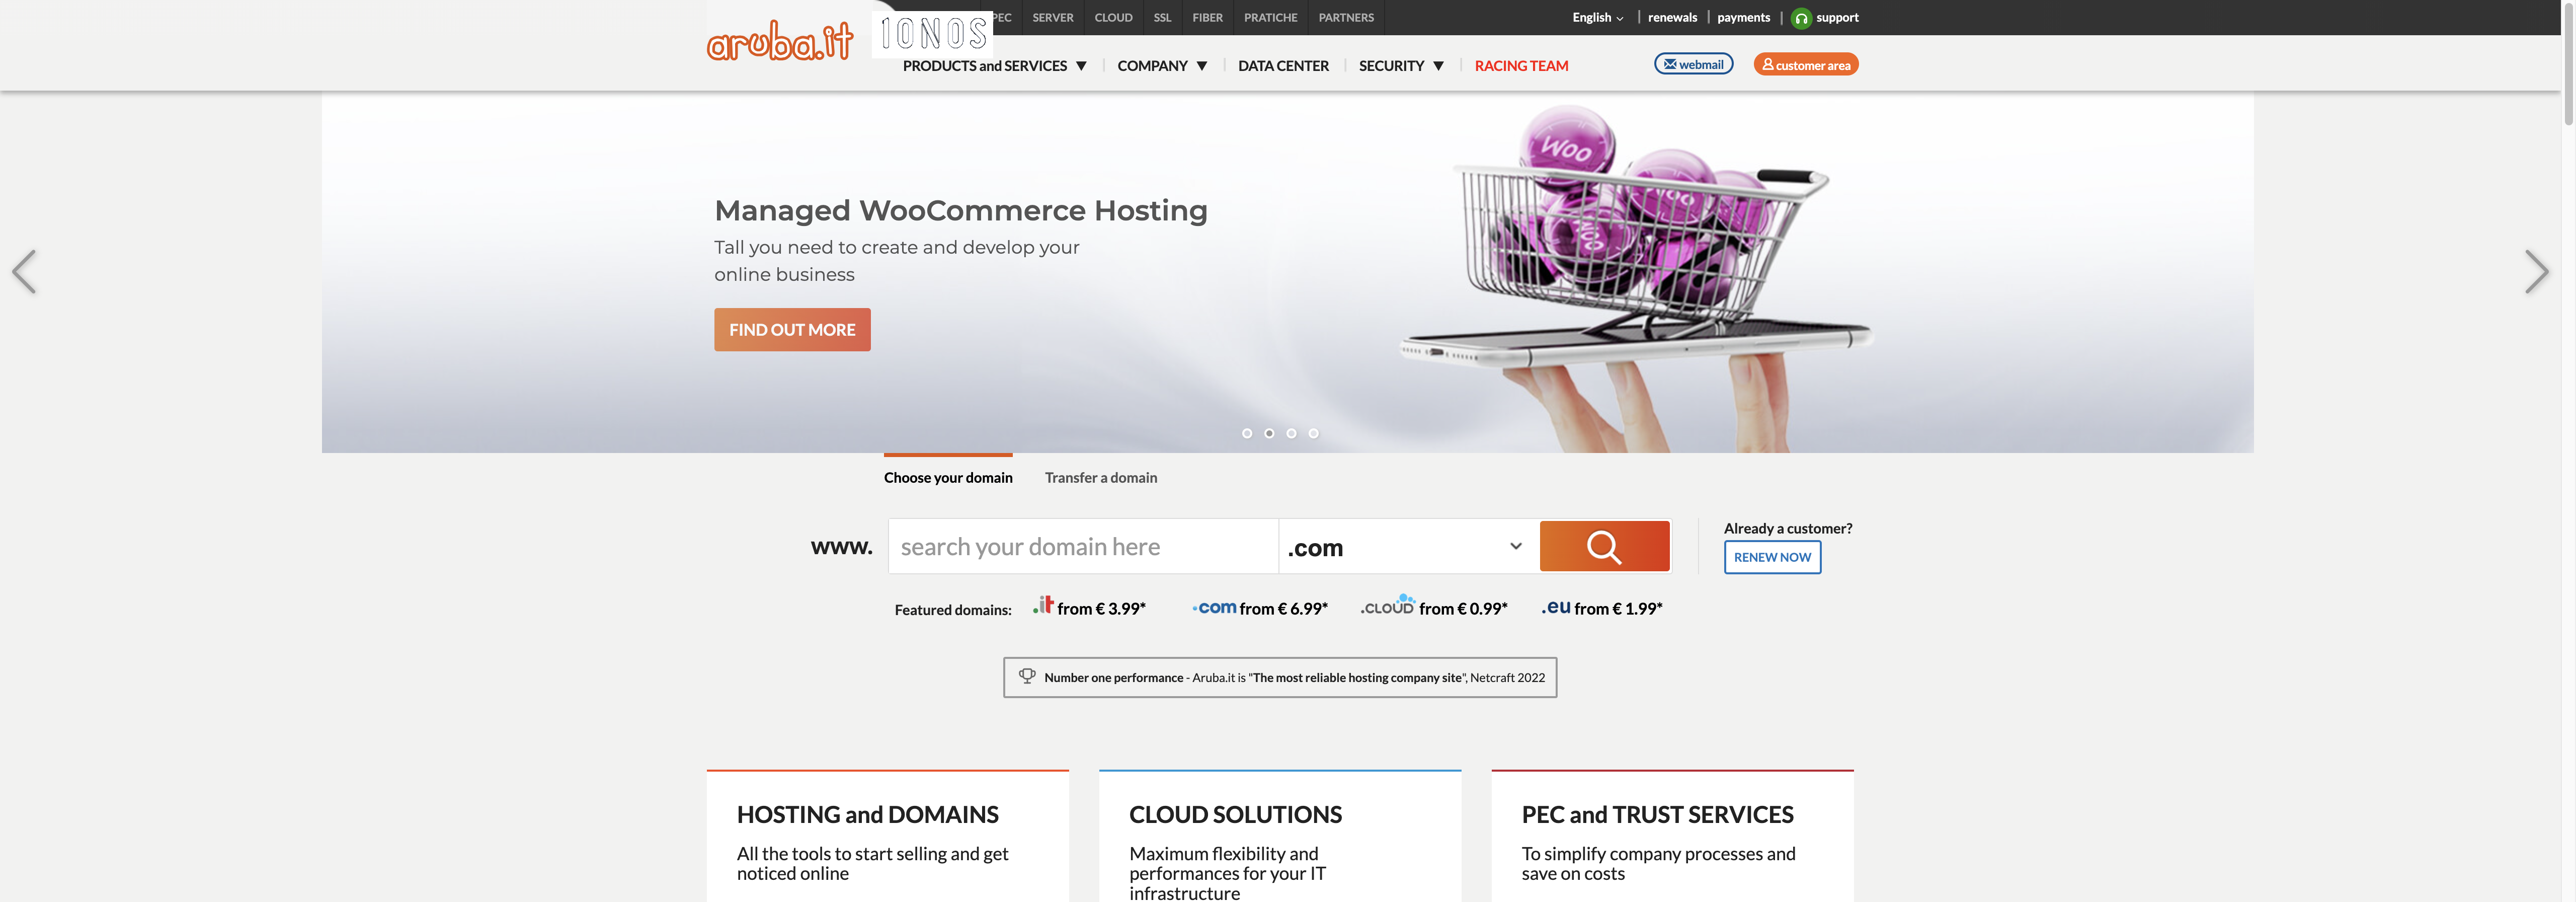 aruba.it
IONOS
PEC SERVER CLOUD SSL FIBER PRATICHE PARTNERS
English renewals payments support
PRODUCTS and SERVICES COMPANY DATA CENTER SECURITY RACING TEAM
webmail customer area
WOO
Managed WooCommerce Hosting
Tall you need to create and develop your
online business
FIND OUT MORE
Choose your domain Transfer a domain
www. search your domain here .com
Already a customer?
RENEW NOW
Featured domains: .it from € 3.99* .com from € 6.99* .CLOUD from € 0.99* .eu from € 1.99*
Number one performance - Aruba.it is "The most reliable hosting company site", Netcraft 2022
HOSTING and DOMAINS
All the tools to start selling and get
noticed online
CLOUD SOLUTIONS
Maximum flexibility and
performances for your IT
infrastructure
PEC and TRUST SERVICES
To simplify company processes and
save on costs